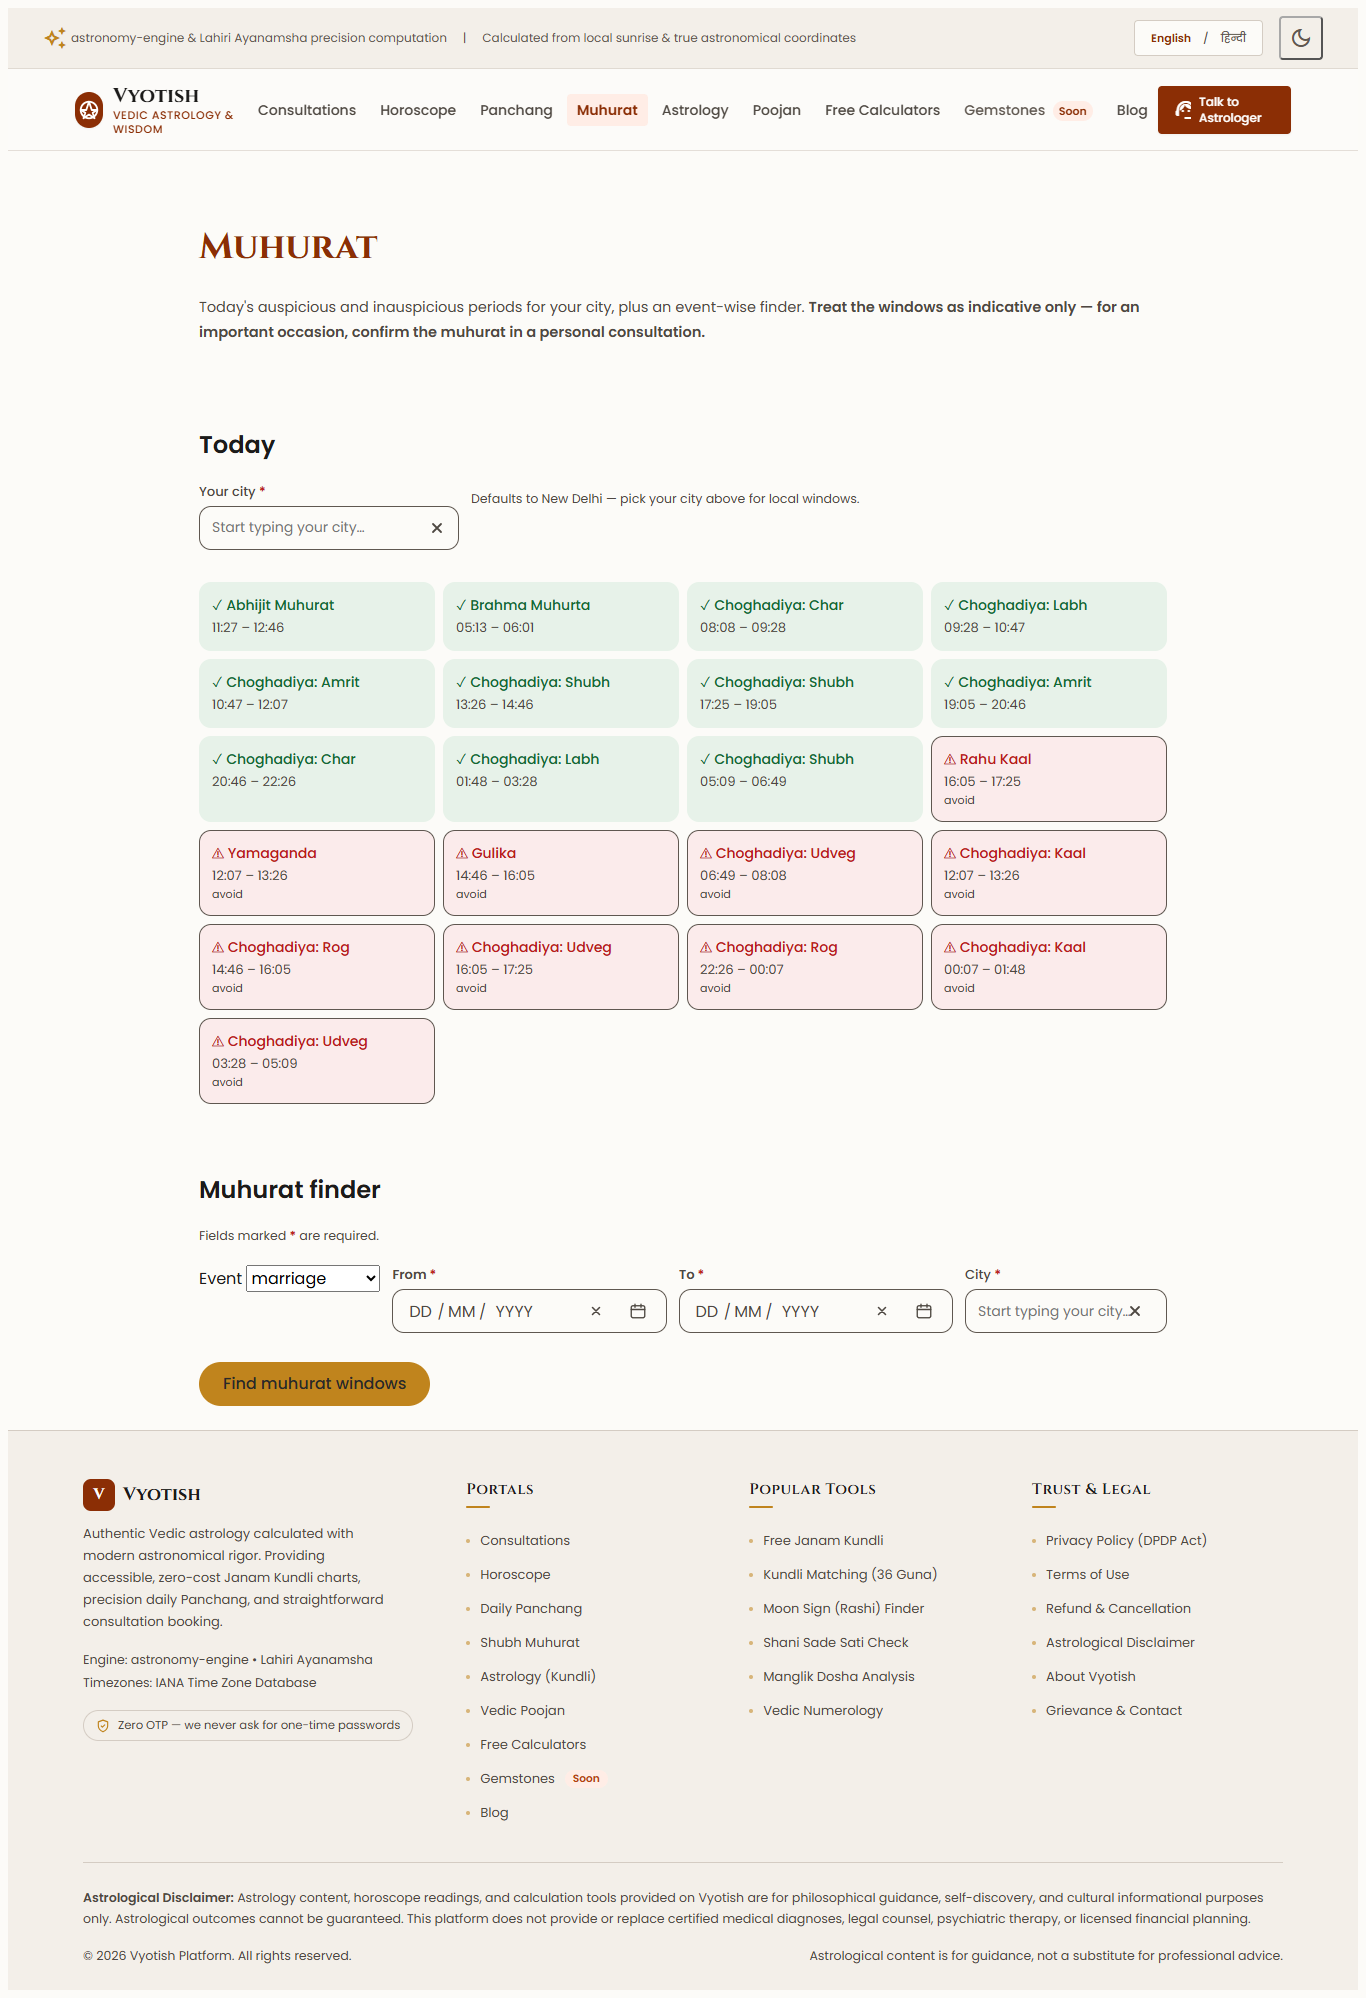 astronomy-engine & Lahiri Ayanamsha precision computation | Calculated from local sunrise & true astronomical coordinates
English / हिन्दी
VYOTISH
VEDIC ASTROLOGY & WISDOM
Consultations
Horoscope
Panchang
Muhurat
Astrology
Poojan
Free Calculators
Gemstones Soon
Blog
Talk to Astrologer
MUHURAT
Today's auspicious and inauspicious periods for your city, plus an event-wise finder. Treat the windows as indicative only — for an
important occasion, confirm the muhurat in a personal consultation.
Today
Your city *
Defaults to New Delhi — pick your city above for local windows.
Start typing your city…
✓ Abhijit Muhurat
11:27 – 12:46
✓ Brahma Muhurta
05:13 – 06:01
✓ Choghadiya: Char
08:08 – 09:28
✓ Choghadiya: Labh
09:28 – 10:47
✓ Choghadiya: Amrit
10:47 – 12:07
✓ Choghadiya: Shubh
13:26 – 14:46
✓ Choghadiya: Shubh
17:25 – 19:05
✓ Choghadiya: Amrit
19:05 – 20:46
✓ Choghadiya: Char
20:46 – 22:26
✓ Choghadiya: Labh
01:48 – 03:28
✓ Choghadiya: Shubh
05:09 – 06:49
⚠ Rahu Kaal
16:05 – 17:25
avoid
⚠ Yamaganda
12:07 – 13:26
avoid
⚠ Gulika
14:46 – 16:05
avoid
⚠ Choghadiya: Udveg
06:49 – 08:08
avoid
⚠ Choghadiya: Kaal
12:07 – 13:26
avoid
⚠ Choghadiya: Rog
14:46 – 16:05
avoid
⚠ Choghadiya: Udveg
16:05 – 17:25
avoid
⚠ Choghadiya: Rog
22:26 – 00:07
avoid
⚠ Choghadiya: Kaal
00:07 – 01:48
avoid
⚠ Choghadiya: Udveg
03:28 – 05:09
avoid
Muhurat finder
Fields marked * are required.
Event marriage
From *
DD / MM / YYYY
To *
DD / MM / YYYY
City *
Start typing your city…
Find muhurat windows
V VYOTISH
Authentic Vedic astrology calculated with
modern astronomical rigor. Providing
accessible, zero-cost Janam Kundli charts,
precision daily Panchang, and straightforward
consultation booking.
Engine: astronomy-engine • Lahiri Ayanamsha
Timezones: IANA Time Zone Database
Zero OTP — we never ask for one-time passwords
PORTALS
Consultations
Horoscope
Daily Panchang
Shubh Muhurat
Astrology (Kundli)
Vedic Poojan
Free Calculators
Gemstones Soon
Blog
POPULAR TOOLS
Free Janam Kundli
Kundli Matching (36 Guna)
Moon Sign (Rashi) Finder
Shani Sade Sati Check
Manglik Dosha Analysis
Vedic Numerology
TRUST & LEGAL
Privacy Policy (DPDP Act)
Terms of Use
Refund & Cancellation
Astrological Disclaimer
About Vyotish
Grievance & Contact
Astrological Disclaimer: Astrology content, horoscope readings, and calculation tools provided on Vyotish are for philosophical guidance, self-discovery, and cultural informational purposes
only. Astrological outcomes cannot be guaranteed. This platform does not provide or replace certified medical diagnoses, legal counsel, psychiatric therapy, or licensed financial planning.
© 2026 Vyotish Platform. All rights reserved.
Astrological content is for guidance, not a substitute for professional advice.